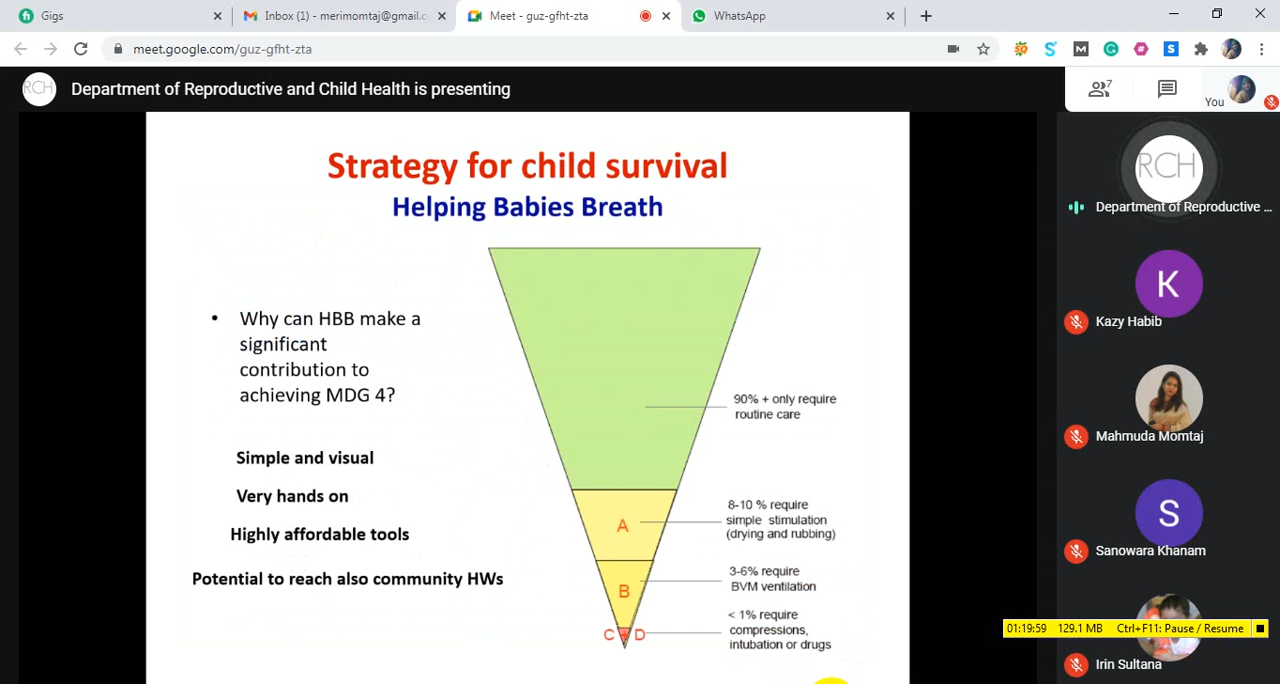 Gigs
Inbox (1) - merimomtaj@gmail.c
Meet - guz-gfht-zta
WhatsApp
meet.google.com/guz-gfht-zta
RCH
Department of Reproductive and Child Health is presenting
7
You
Strategy for child survival
Helping Babies Breath
• Why can HBB make a
significant
contribution to
achieving MDG 4?
Simple and visual
Very hands on
Highly affordable tools
Potential to reach also community HWs
90% + only require
routine care
A
8-10 % require
simple stimulation
(drying and rubbing)
B
3-6% require
BVM ventilation
C D
< 1% require
compressions,
intubation or drugs
RCH
Department of Reproductive ...
K
Kazy Habib
Mahmuda Momtaj
S
Sanowara Khanam
01:19:59 129.1 MB Ctrl+F11: Pause / Resume
Irin Sultana